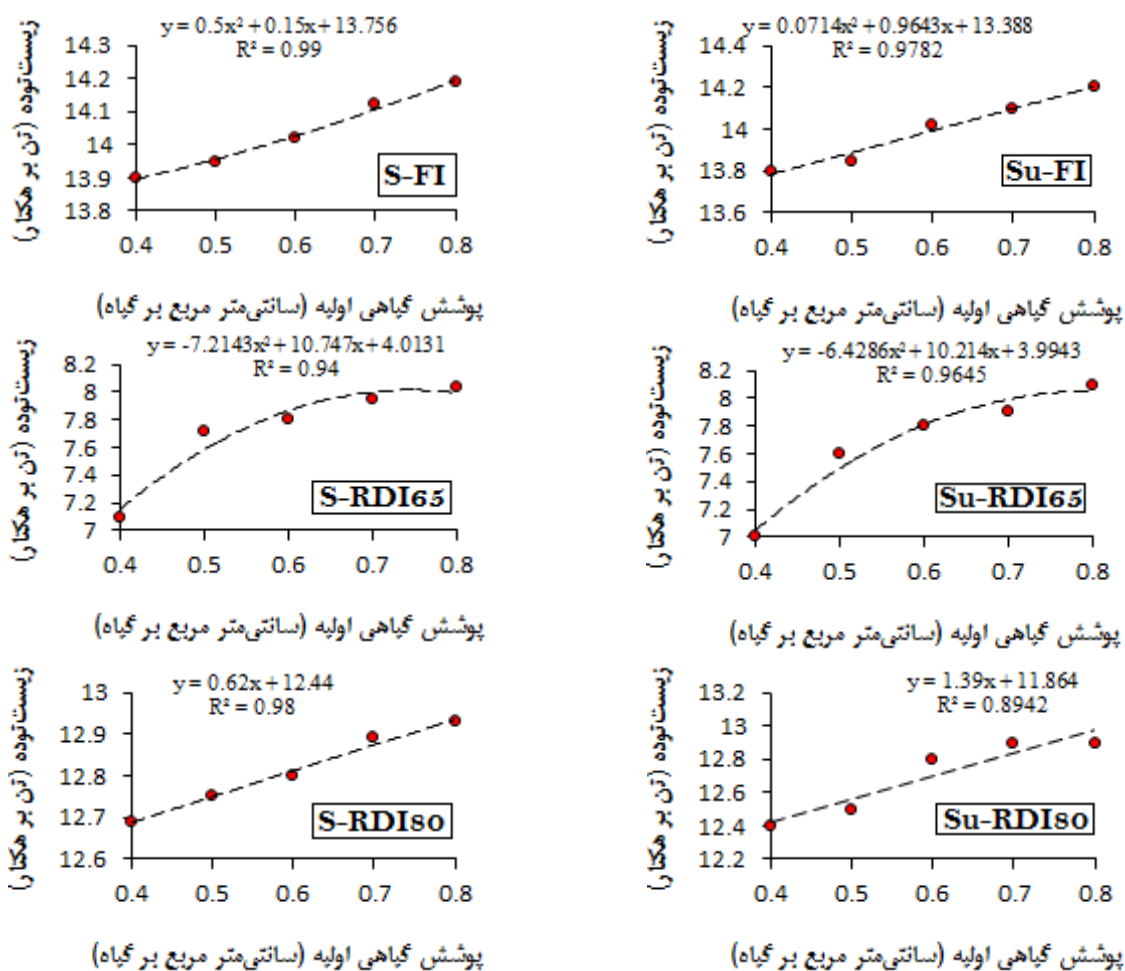 y = 0.5x² + 0.15x + 13.756
R² = 0.99
زیست‌توده (تن بر هکتار)
14.3
14.2
14.1
14
13.9
13.8
S-FI
0.4 0.5 0.6 0.7 0.8
پوشش گیاهی اولیه (سانتی‌متر مربع بر گیاه)
y = 0.0714x² + 0.9643x + 13.388
R² = 0.9782
زیست‌توده (تن بر هکتار)
14.4
14.2
14
13.8
13.6
Su-FI
0.4 0.5 0.6 0.7 0.8
پوشش گیاهی اولیه (سانتی‌متر مربع بر گیاه)
y = -7.2143x² + 10.747x + 4.0131
R² = 0.94
زیست‌توده (تن بر هکتار)
8.2
8
7.8
7.6
7.4
7.2
7
S-RDI65
0.4 0.5 0.6 0.7 0.8
پوشش گیاهی اولیه (سانتی‌متر مربع بر گیاه)
y = -6.4286x² + 10.214x + 3.9943
R² = 0.9645
زیست‌توده (تن بر هکتار)
8.2
8
7.8
7.6
7.4
7.2
7
Su-RDI65
0.4 0.5 0.6 0.7 0.8
پوشش گیاهی اولیه (سانتی‌متر مربع بر گیاه)
y = 0.62x + 12.44
R² = 0.98
زیست‌توده (تن بر هکتار)
13
12.9
12.8
12.7
12.6
S-RDI80
0.4 0.5 0.6 0.7 0.8
پوشش گیاهی اولیه (سانتی‌متر مربع بر گیاه)
y = 1.39x + 11.864
R² = 0.8942
زیست‌توده (تن بر هکتار)
13.2
13
12.8
12.6
12.4
12.2
Su-RDI80
0.4 0.5 0.6 0.7 0.8
پوشش گیاهی اولیه (سانتی‌متر مربع بر گیاه)